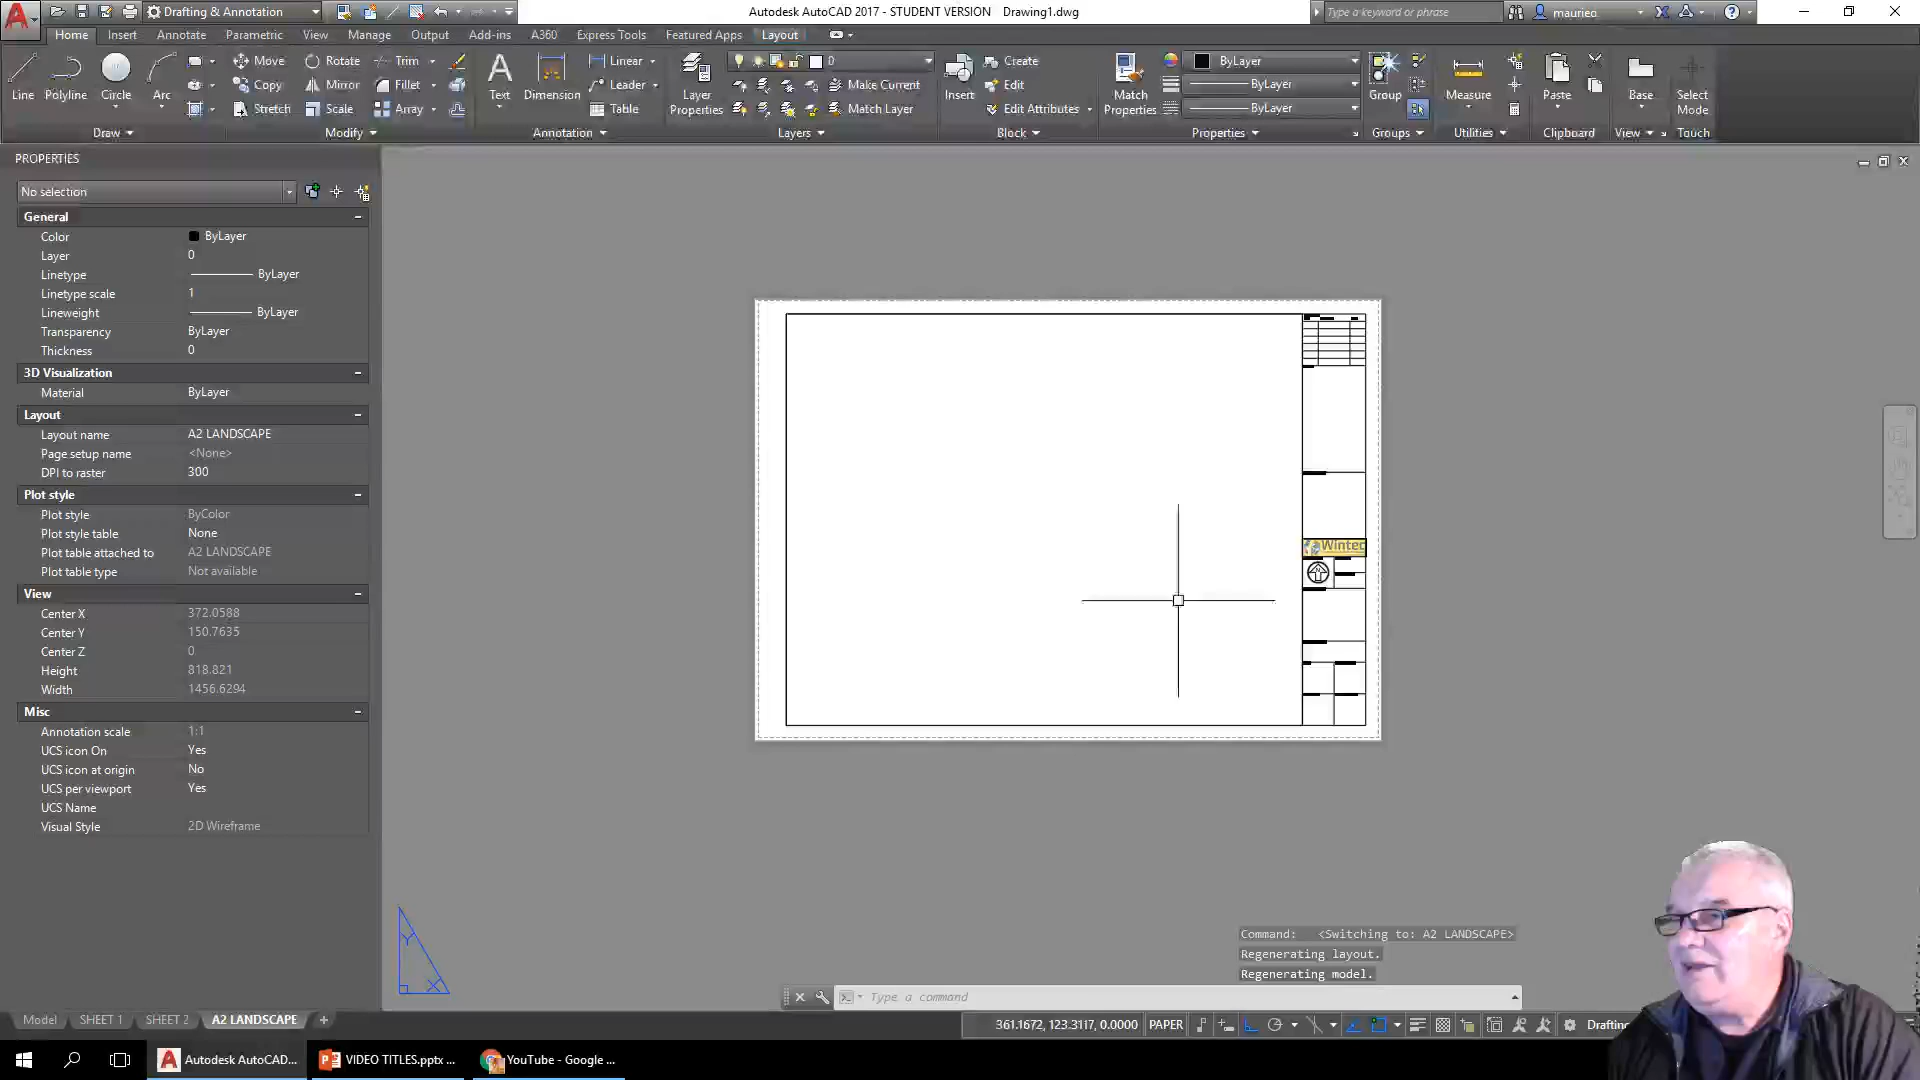 Drafting & Annotation
Autodesk AutoCAD 2017 - STUDENT VERSION Drawing1.dwg
Type a keyword or phrase
mauried
Home Insert Annotate Parametric View Manage Output Add-ins A360 Express Tools Featured Apps Layout
Line Polyline Circle Arc
Move Rotate Trim
Copy Mirror Fillet
Stretch Scale Array
Text Dimension
Linear
Leader
Table
Layer Properties
0
Make Current
Match Layer
Insert
Create
Edit
Edit Attributes
Match Properties
ByLayer
ByLayer
ByLayer
Group Measure Paste Base Select Mode
Draw Modify Annotation Layers Block Properties Groups Utilities Clipboard View Touch
PROPERTIES
No selection
General
Color ByLayer
Layer 0
Linetype ByLayer
Linetype scale 1
Lineweight ByLayer
Transparency ByLayer
Thickness 0
3D Visualization
Material ByLayer
Layout
Layout name A2 LANDSCAPE
Page setup name <None>
DPI to raster 300
Plot style
Plot style ByColor
Plot style table None
Plot table attached to A2 LANDSCAPE
Plot table type Not available
View
Center X 372.0588
Center Y 150.7635
Center Z 0
Height 818.821
Width 1456.6294
Misc
Annotation scale 1:1
UCS icon On Yes
UCS icon at origin No
UCS per viewport Yes
UCS Name
Visual Style 2D Wireframe
Wintec
Y
X
Command: <Switching to: A2 LANDSCAPE>
Regenerating layout.
Regenerating model.
Type a command
Model SHEET 1 SHEET 2 A2 LANDSCAPE +
361.1672, 123.3117, 0.0000 PAPER
Autodesk AutoCAD... VIDEO TITLES.pptx ... YouTube - Google ...